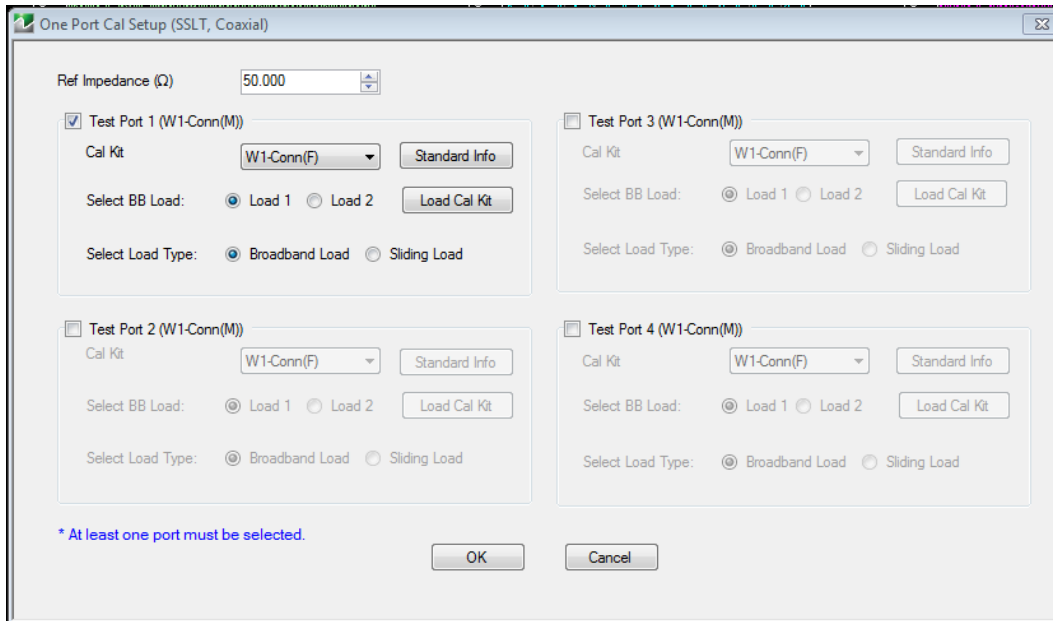 One Port Cal Setup (SSLT, Coaxial)
Ref Impedance (Ω) 50.000
Test Port 1 (W1-Conn(M))
Cal Kit W1-Conn(F) Standard Info
Select BB Load: Load 1 Load 2 Load Cal Kit
Select Load Type: Broadband Load Sliding Load
Test Port 3 (W1-Conn(M))
Cal Kit W1-Conn(F) Standard Info
Select BB Load: Load 1 Load 2 Load Cal Kit
Select Load Type: Broadband Load Sliding Load
Test Port 2 (W1-Conn(M))
Cal Kit W1-Conn(F) Standard Info
Select BB Load: Load 1 Load 2 Load Cal Kit
Select Load Type: Broadband Load Sliding Load
Test Port 4 (W1-Conn(M))
Cal Kit W1-Conn(F) Standard Info
Select BB Load: Load 1 Load 2 Load Cal Kit
Select Load Type: Broadband Load Sliding Load
* At least one port must be selected.
OK Cancel